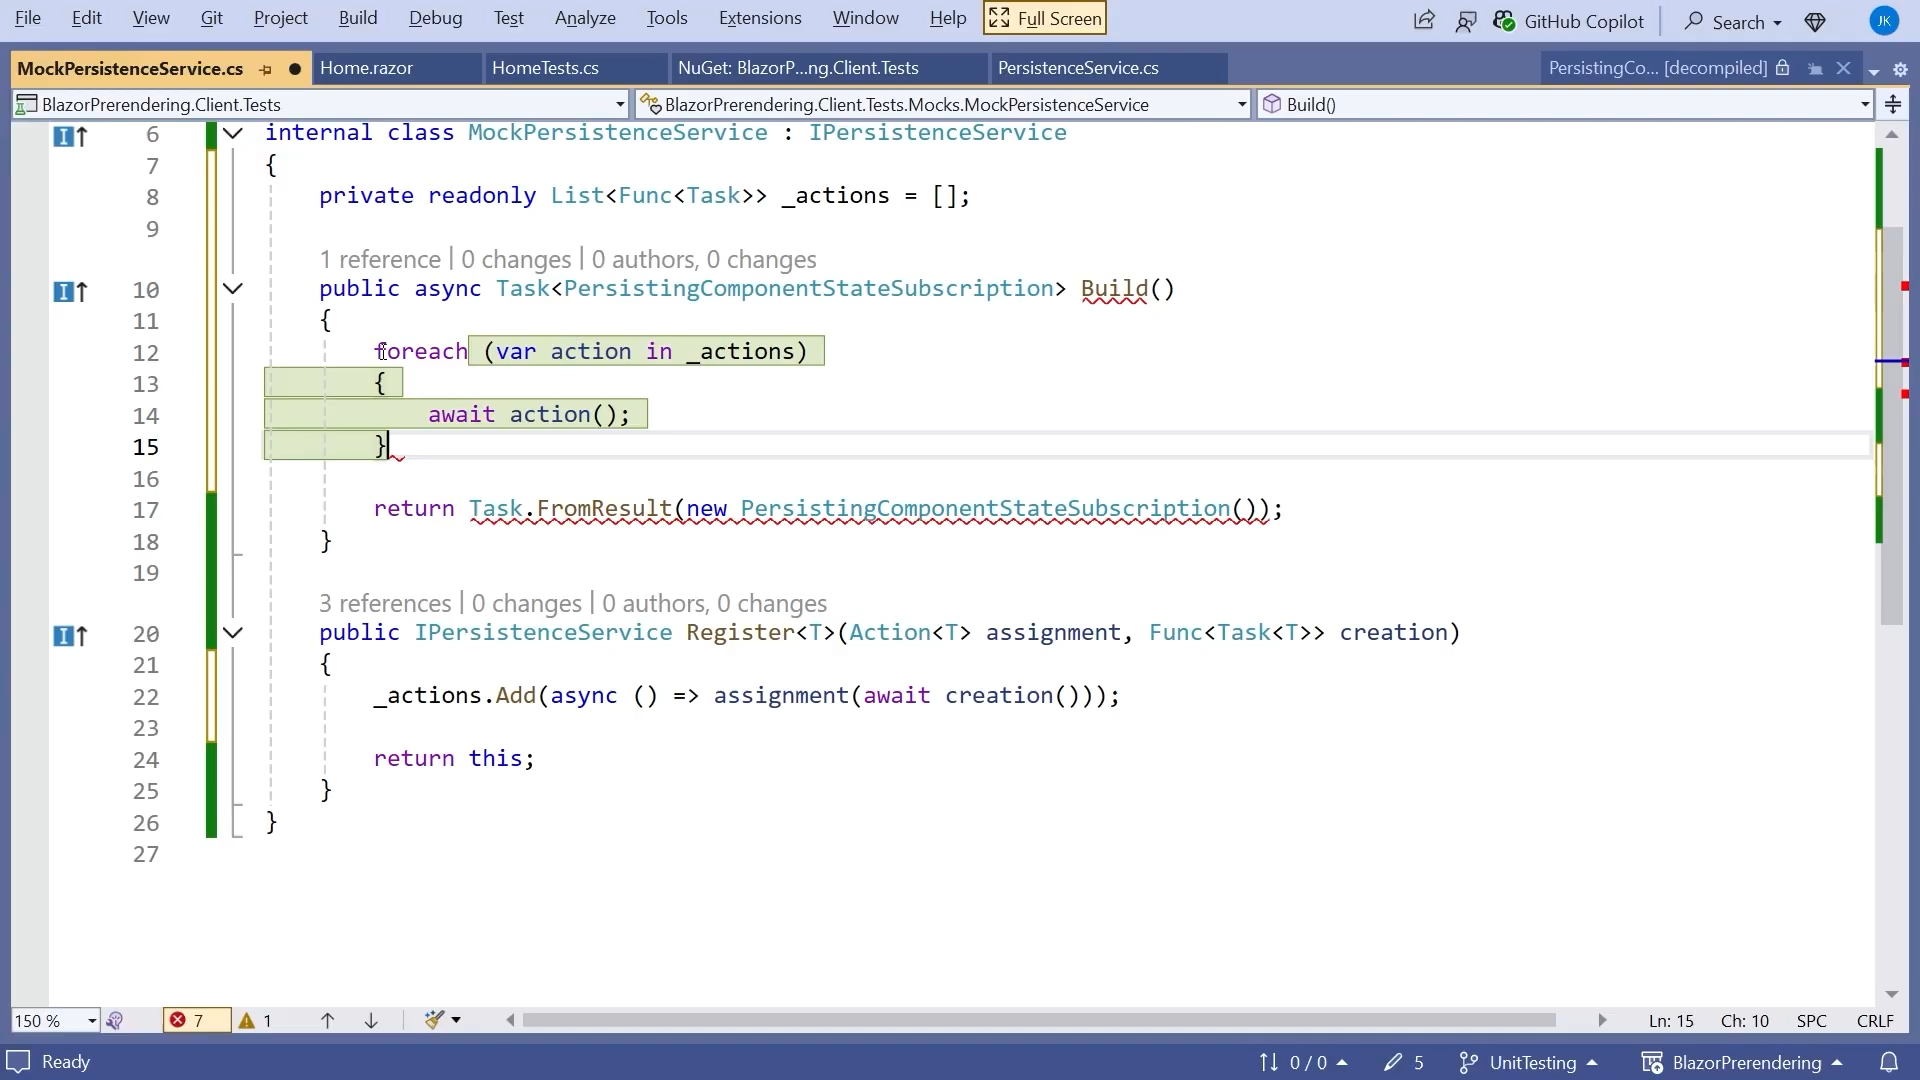 File Edit View Git Project Build Debug Test Analyze Tools Extensions Window Help Full Screen GitHub Copilot Search JK
MockPersistenceService.cs Home.razor HomeTests.cs NuGet: BlazorP...ng.Client.Tests PersistenceService.cs PersistingCo... [decompiled]
BlazorPrerendering.Client.Tests BlazorPrerendering.Client.Tests.Mocks.MockPersistenceService Build()
6 internal class MockPersistenceService : IPersistenceService
7 {
8 private readonly List<Func<Task>> _actions = [];
9
1 reference | 0 changes | 0 authors, 0 changes
10 public async Task<PersistingComponentStateSubscription> Build()
11 {
12 foreach (var action in _actions)
13 {
14 await action();
15 }
16
17 return Task.FromResult(new PersistingComponentStateSubscription());
18 }
19
3 references | 0 changes | 0 authors, 0 changes
20 public IPersistenceService Register<T>(Action<T> assignment, Func<Task<T>> creation)
21 {
22 _actions.Add(async () => assignment(await creation()));
23
24 return this;
25 }
26 }
27
150 % 7 1 Ln: 15 Ch: 10 SPC CRLF
Ready 0 / 0 5 UnitTesting BlazorPrerendering